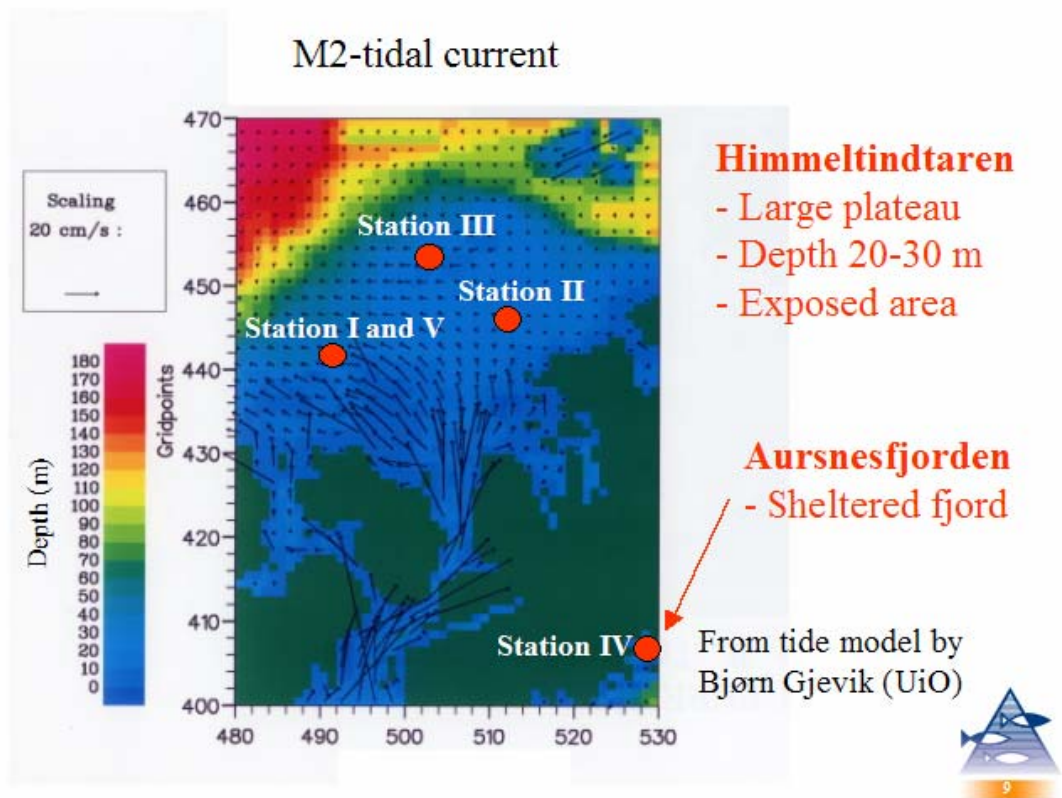 M2-tidal current
Scaling
20 cm/s :
Depth (m)
180
170
160
150
140
130
120
110
100
90
80
70
60
50
40
30
20
10
0
Gridpoints
470
460
450
440
430
420
410
400
480
490
500
510
520
530
Station III
Station II
Station I and V
Station IV
Himmeltindtaren
- Large plateau
- Depth 20-30 m
- Exposed area
Aursnesfjorden
- Sheltered fjord
From tide model by
Bjørn Gjevik (UiO)
9